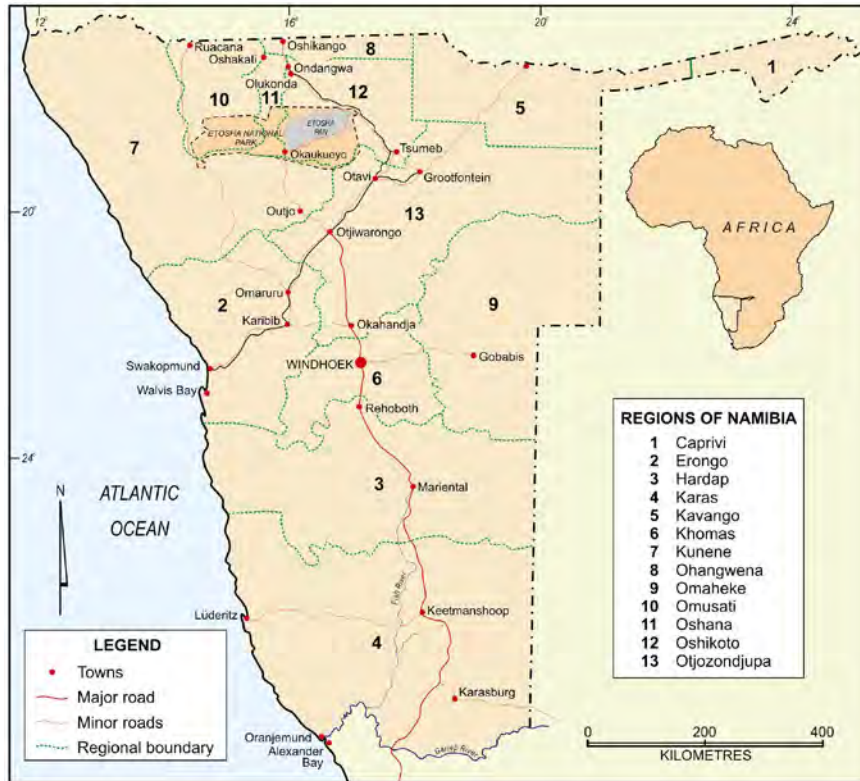 12
16
20
24
Ruacana
Oshikango
Oshakati
8
Ondangwa
1
Olukonda
12
10
11
5
7
ETOSHA NATIONAL
PARK
ETOSHA
PAN
Okaukueyo
Tsumeb
Otavi
Grootfontein
20'
Outjo
13
Otjiwarongo
AFRICA
2
Omaruru
9
Karibib
Okahandja
Swakopmund
WINDHOEK
Gobabis
6
Walvis Bay
Rehoboth
24'
3
Mariental
N
ATLANTIC
OCEAN
Fish River
Lüderitz
Keetmanshoop
4
Karasburg
Oranjemund
Alexander
Bay
Gariep River
REGIONS OF NAMIBIA
1 Caprivi
2 Erongo
3 Hardap
4 Karas
5 Kavango
6 Khomas
7 Kunene
8 Ohangwena
9 Omaheke
10 Omusati
11 Oshana
12 Oshikoto
13 Otjozondjupa
LEGEND
Towns
Major road
Minor roads
Regional boundary
0 200 400
KILOMETRES